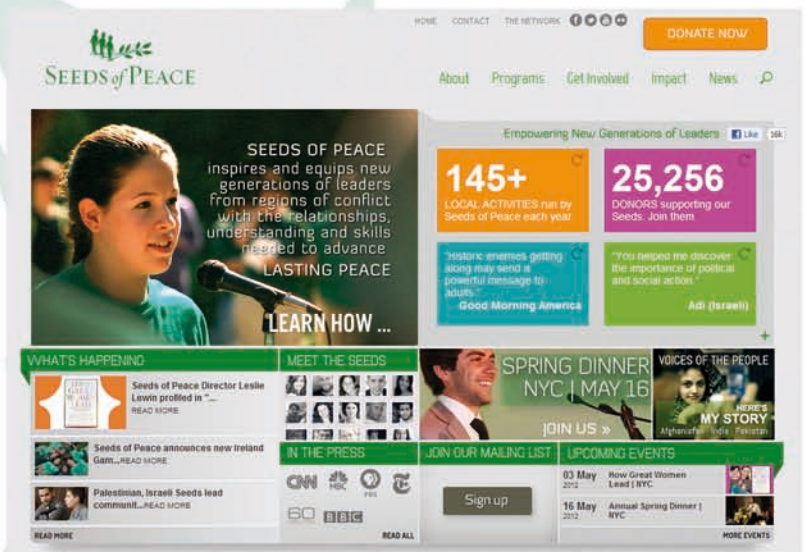 HOME CONTACT THE NETWORK
DONATE NOW
SEEDS of PEACE
About Programs Get Involved Impact News
SEEDS OF PEACE
inspires and equips new
generations of leaders
from regions of conflict
with the relationships,
understanding and skills
needed to advance
LASTING PEACE
LEARN HOW ...
Empowering New Generations of Leaders Like 16k
145+
LOCAL ACTIVITIES run by
Seeds of Peace each year
25,256
DONORS supporting our
Seeds. Join them.
"Historic enemies getting
along may send a
powerful message to
adults."
Good Morning America
"You helped me discover
the importance of political
and social action."
Adi (Israeli)
WHAT'S HAPPENING
Seeds of Peace Director Leslie
Lewin profiled in "...
READ MORE
Seeds of Peace announces new Ireland
Gam...READ MORE
Palestinian, Israeli Seeds lead
communit...READ MORE
READ MORE
MEET THE SEEDS
IN THE PRESS
CNN NBC PBS
60 BBC
READ ALL
SPRING DINNER
NYC | MAY 16
JOIN US »
JOIN OUR MAILING LIST
Sign up
VOICES OF THE PEOPLE
HERE'S
MY STORY
Afghanistan India Pakistan
UPCOMING EVENTS
03 May How Great Women
2012 Lead | NYC
16 May Annual Spring Dinner |
2012 NYC
MORE EVENTS